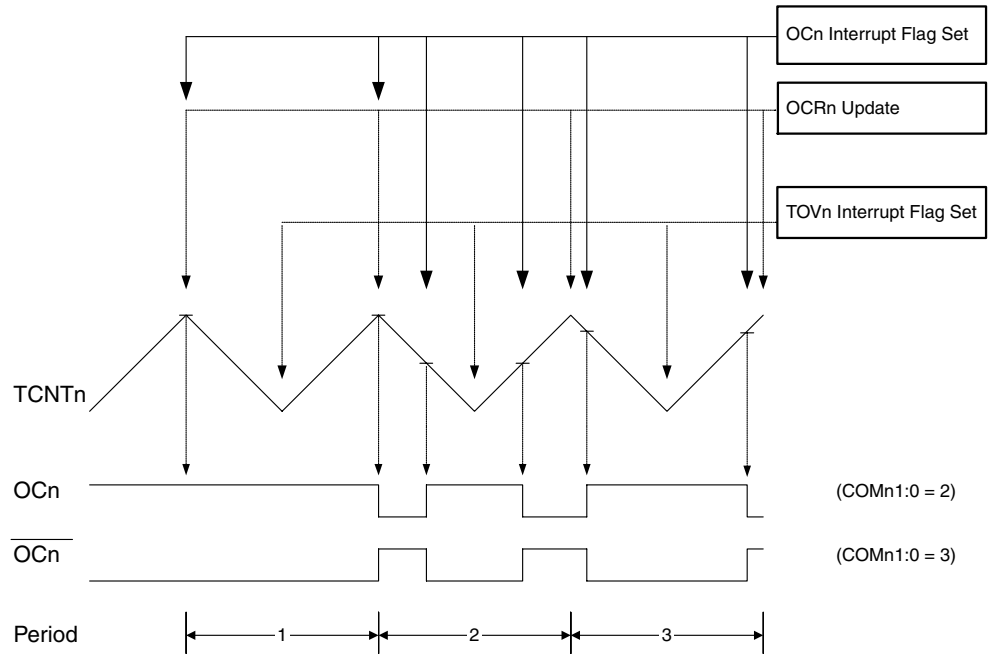 OCn Interrupt Flag Set
OCRn Update
TOVn Interrupt Flag Set
TCNTn
OCn
(COMn1:0 = 2)
OCn
(COMn1:0 = 3)
Period
1
2
3